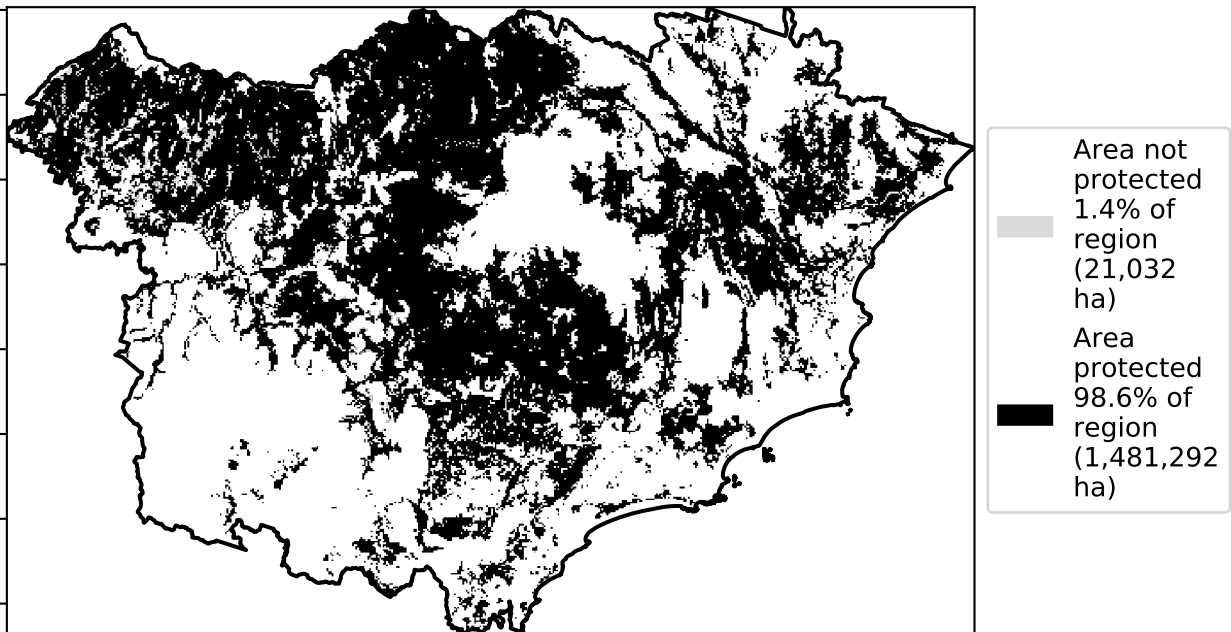 Area not
protected
1.4% of
region
(21,032
ha)
Area
protected
98.6% of
region
(1,481,292
ha)